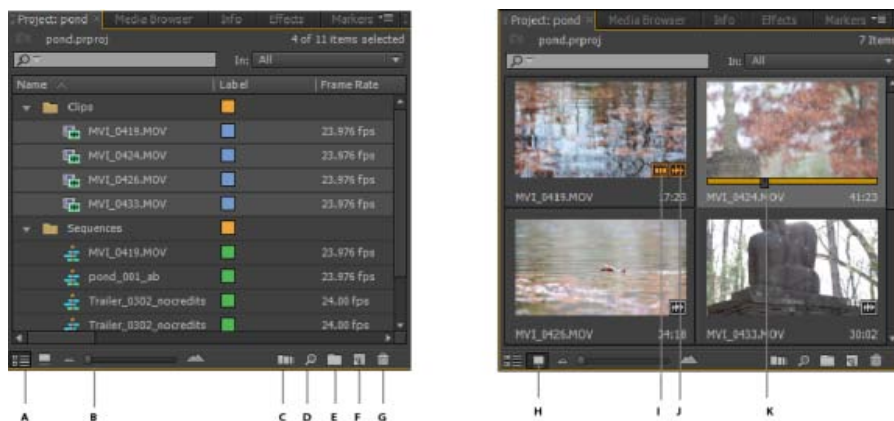 Project: pond × Media Browser Info Effects Markers
pond.prproj 4 of 11 items selected
In: All
Name Label Frame Rate
Clips
MVI_0419.MOV 23.976 fps
MVI_0424.MOV 23.976 fps
MVI_0426.MOV 23.976 fps
MVI_0433.MOV 23.976 fps
Sequences
MVI_0419.MOV 23.976 fps
pond_001_ab 23.976 fps
Trailer_0302_nocredits 24.00 fps
Trailer_0302_nocredits 24.00 fps
A B C D E F G
Project: pond × Media Browser Info Effects Markers
pond.prproj 7 Items
In: All
MVI_0419.MOV 17:23
MVI_0424.MOV 41:23
MVI_0426.MOV 34:18
MVI_0433.MOV 30:02
H I J K